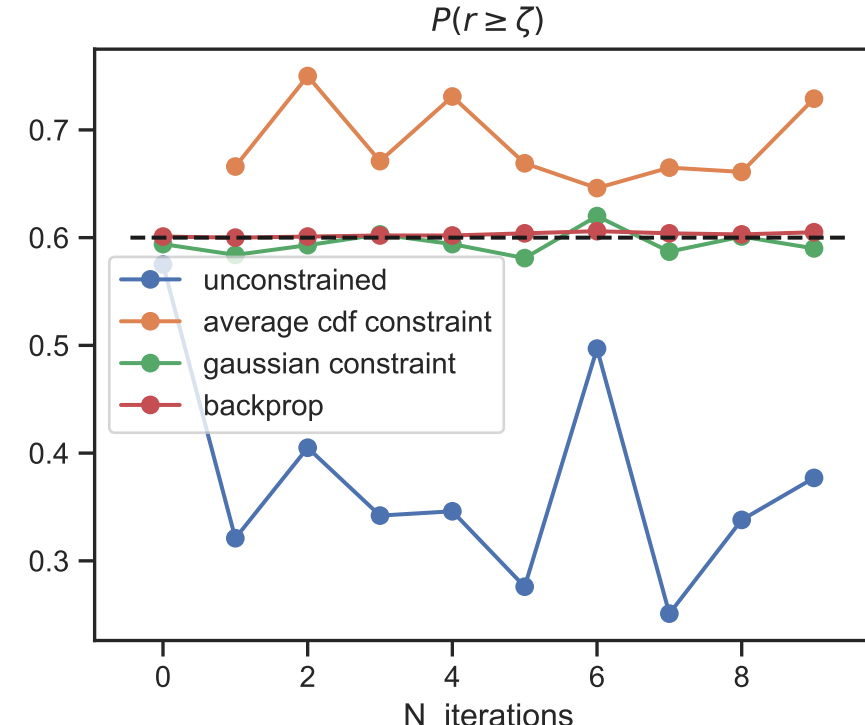 P(r ≥ ζ)
0.7
0.6
0.5
0.4
0.3
unconstrained
average cdf constraint
gaussian constraint
backprop
0 2 4 6 8
N_iterations